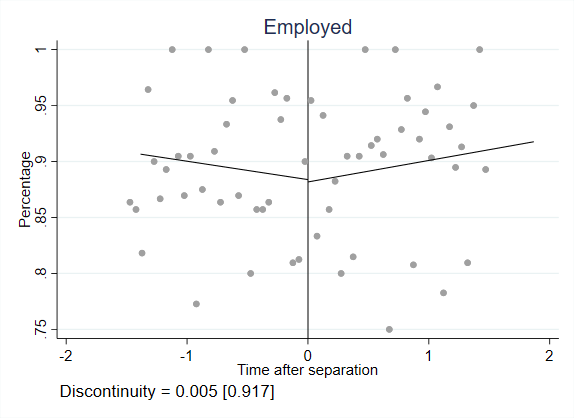 Employed
Percentage
1
.95
.9
.85
.8
.75
-2 -1 0 1 2
Time after separation
Discontinuity = 0.005 [0.917]